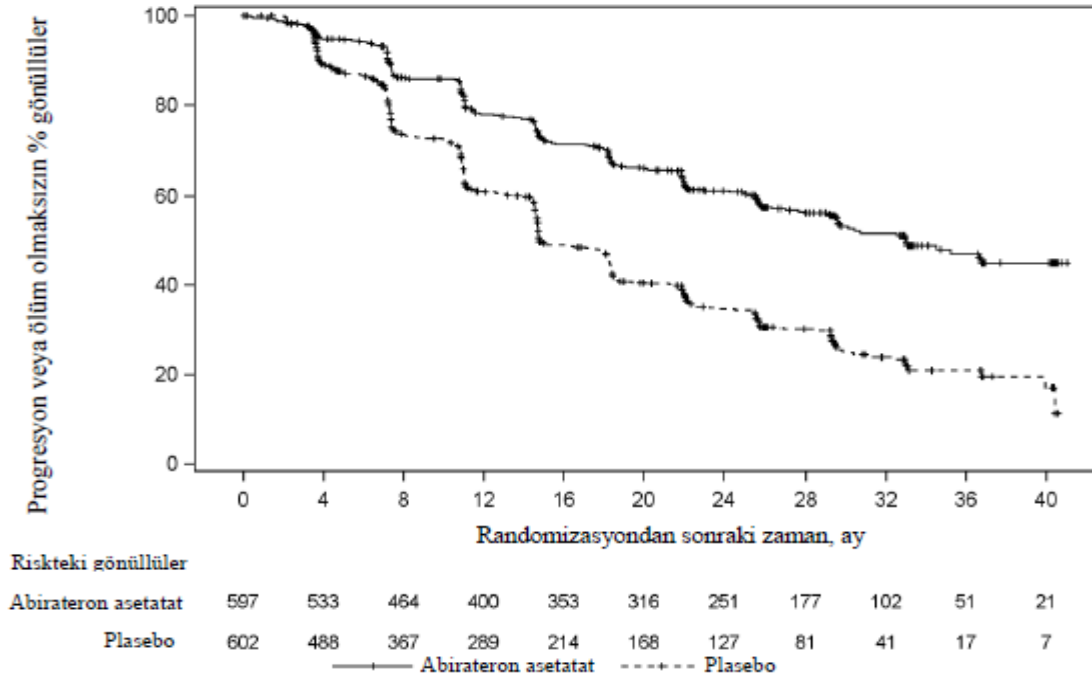 Progresyon veya ölüm olmaksızın % gönüllüler
100
80
60
40
20
0
0 4 8 12 16 20 24 28 32 36 40
Randomizasyondan sonraki zaman, ay
Riskteki gönüllüler
Abirateron asetatat 597 533 464 400 353 316 251 177 102 51 21
Plasebo 602 488 367 289 214 168 127 81 41 17 7
Abirateron asetatat Plasebo